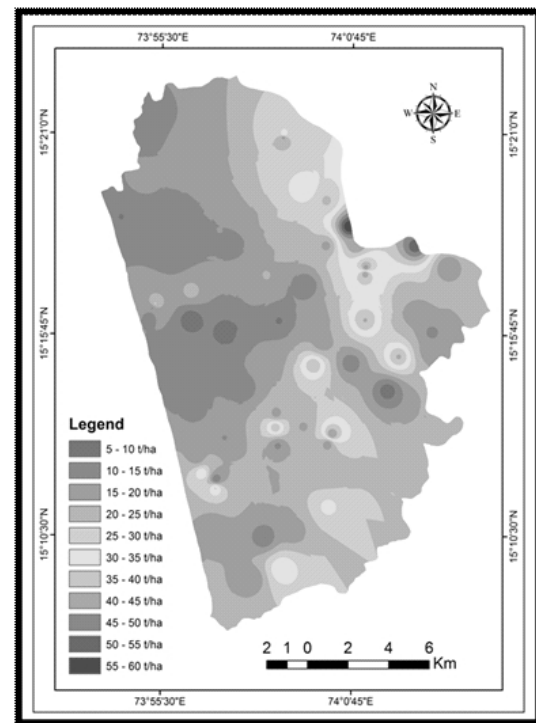 73°55'30"E 74°0'45"E
N
W E
S
15°21'0"N 15°21'0"N
15°15'45"N 15°15'45"N
Legend
5 - 10 t/ha
10 - 15 t/ha
15 - 20 t/ha
20 - 25 t/ha
25 - 30 t/ha
30 - 35 t/ha
35 - 40 t/ha
40 - 45 t/ha
45 - 50 t/ha
50 - 55 t/ha
55 - 60 t/ha
15°10'30"N 15°10'30"N
2 1 0 2 4 6
Km
73°55'30"E 74°0'45"E